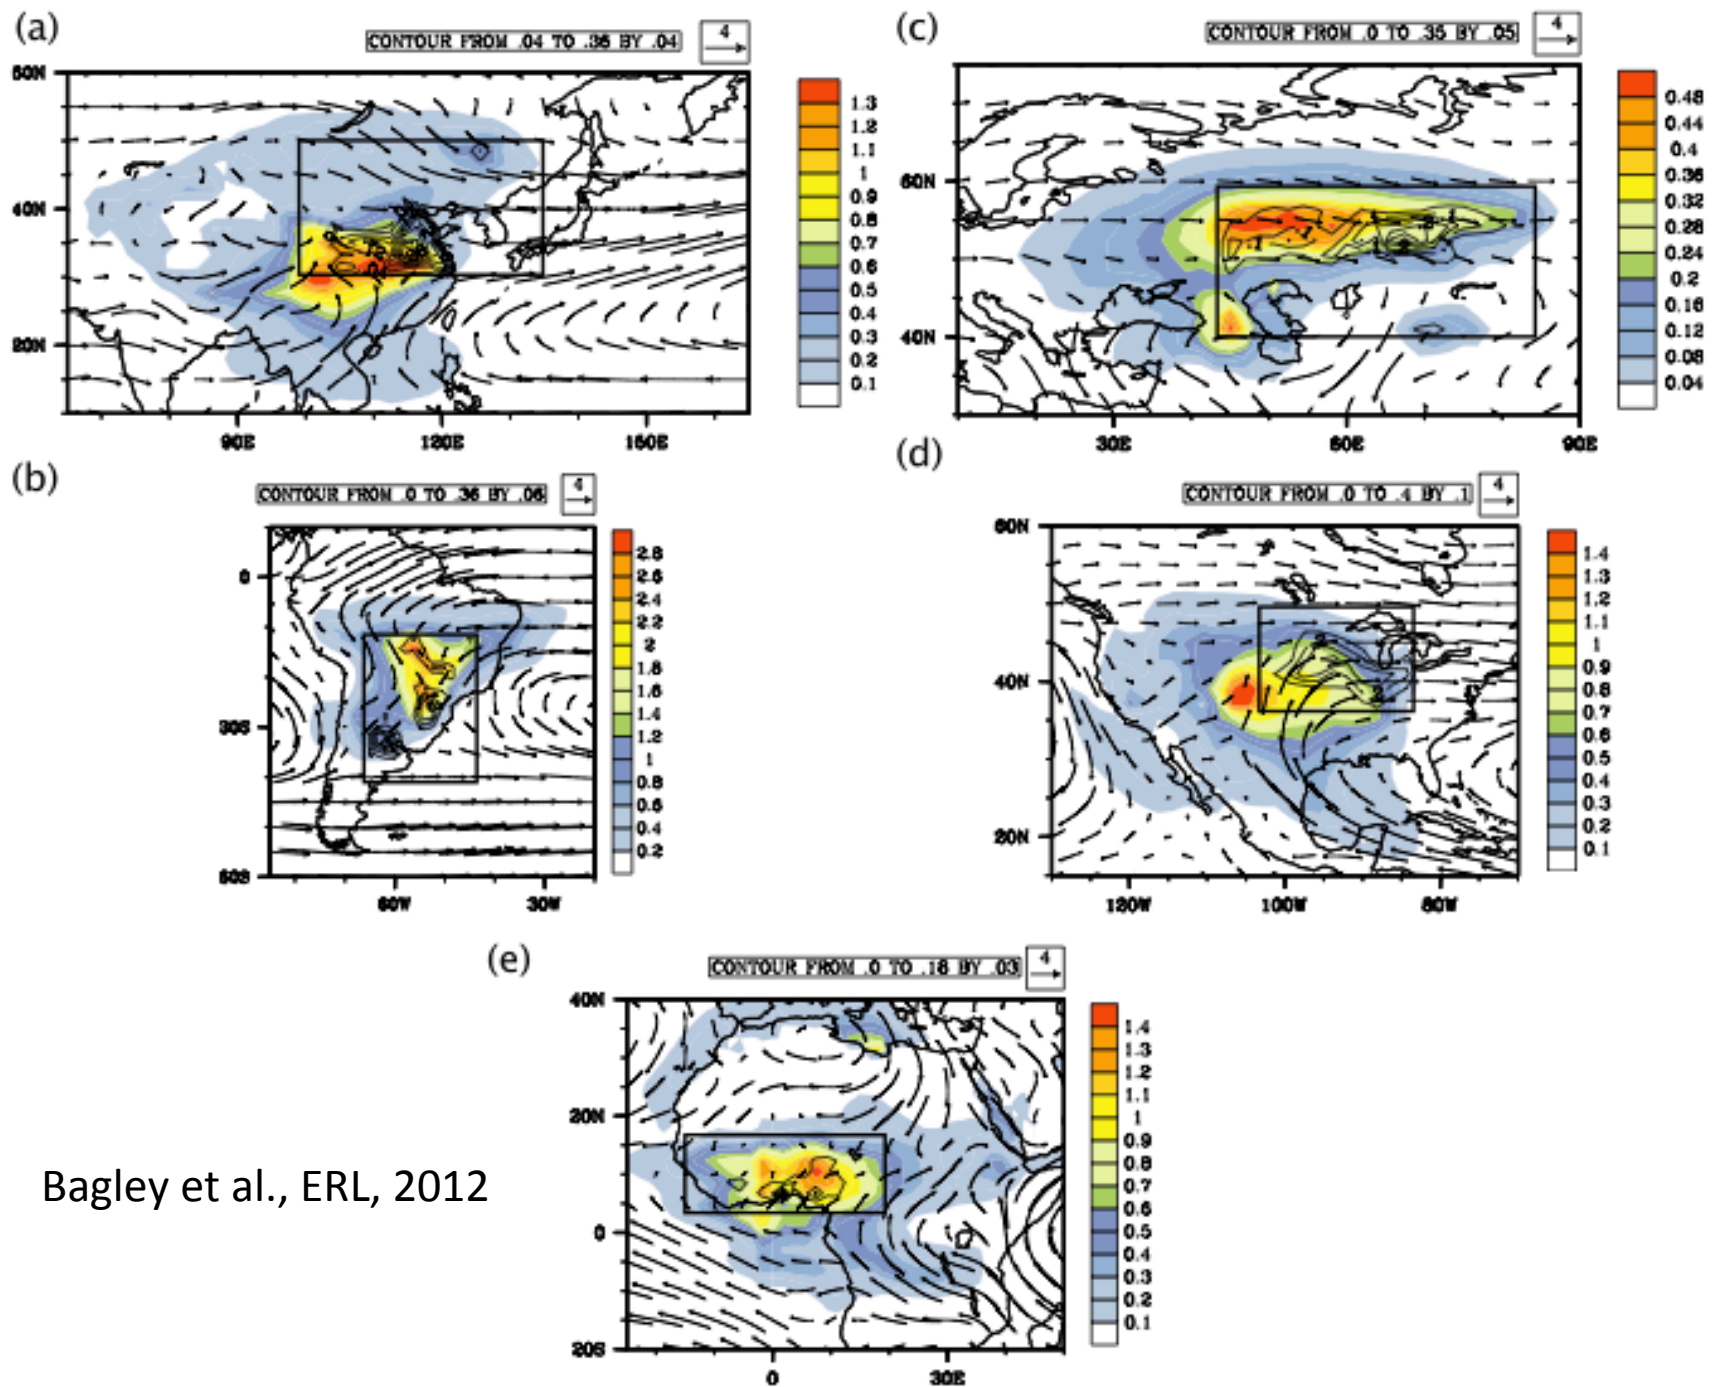 (a)
CONTOUR FROM .04 TO .36 BY .04
4
60N
40N
20N
90E 120E 150E
1.3
1.2
1.1
1
0.9
0.8
0.7
0.6
0.5
0.4
0.3
0.2
0.1
(c)
CONTOUR FROM .0 TO .35 BY .05
4
60N
40N
30E 60E 90E
0.48
0.44
0.4
0.36
0.32
0.28
0.24
0.2
0.16
0.12
0.08
0.04
(b)
CONTOUR FROM .0 TO .36 BY .06
4
0
30S
60S
60W 30W
2.8
2.6
2.4
2.2
2
1.8
1.6
1.4
1.2
1
0.8
0.6
0.4
0.2
(d)
CONTOUR FROM .0 TO .4 BY .1
4
60N
40N
20N
120W 100W 80W
1.4
1.3
1.2
1.1
1
0.9
0.8
0.7
0.6
0.5
0.4
0.3
0.2
0.1
(e)
CONTOUR FROM .0 TO .18 BY .03
4
40N
20N
0
20S
0 30E
1.4
1.3
1.2
1.1
1
0.9
0.8
0.7
0.6
0.5
0.4
0.3
0.2
0.1
Bagley et al., ERL, 2012